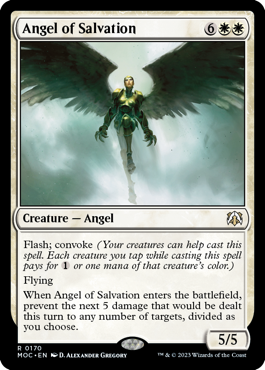 Angel of Salvation 6
Creature — Angel
Flash; convoke (Your creatures can help cast this
spell. Each creature you tap while casting this spell
pays for 1 or one mana of that creature's color.)
Flying
When Angel of Salvation enters the battlefield,
prevent the next 5 damage that would be dealt
this turn to any number of targets, divided as
you choose.
5/5
R 0170
MOC • EN D. Alexander Gregory
™ & © 2023 Wizards of the Coast